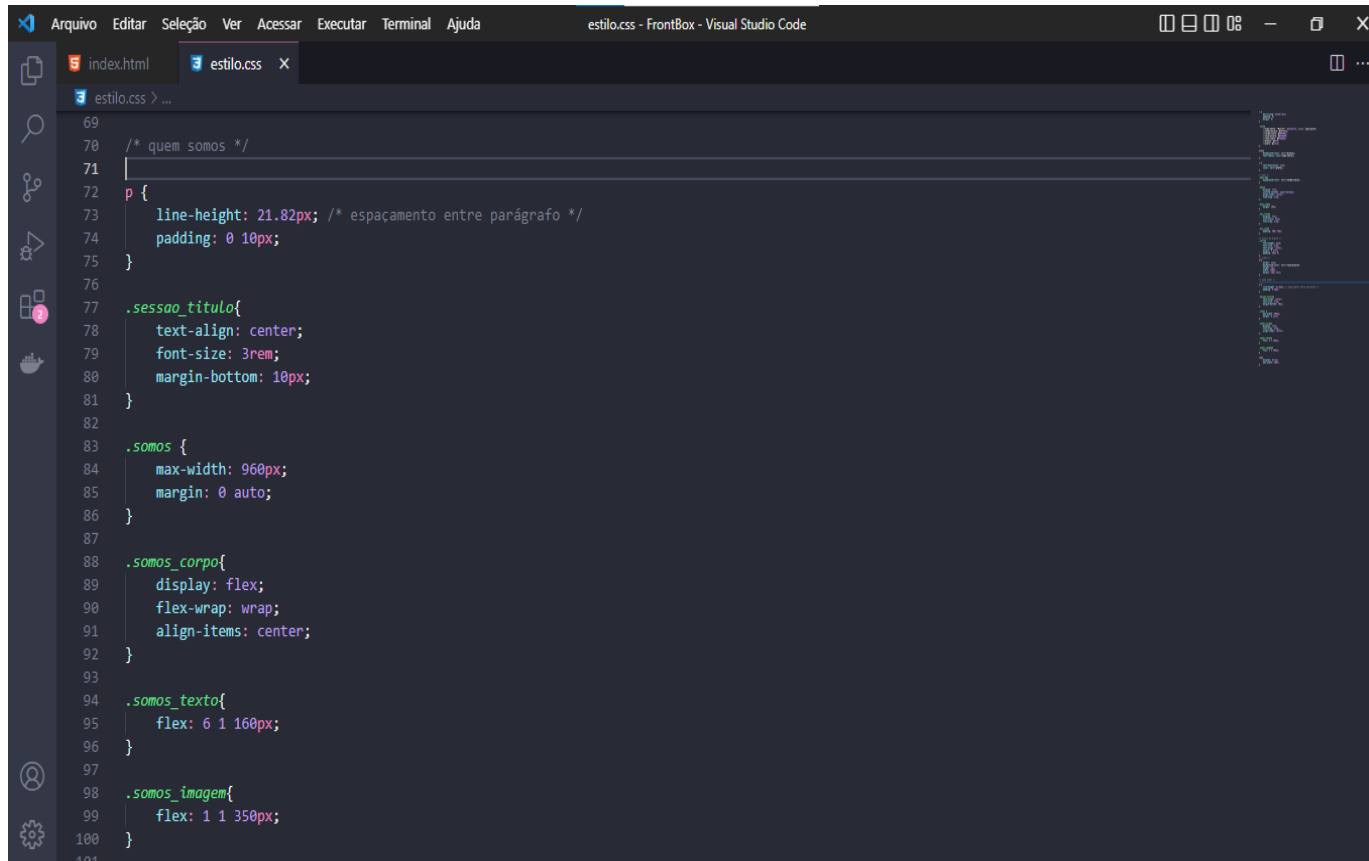 Arquivo Editar Seleção Ver Acessar Executar Terminal Ajuda estilo.css - FrontBox - Visual Studio Code
index.html estilo.css
estilo.css > ...
69
70 /* quem somos */
71
72 p {
73 line-height: 21.82px; /* espaçamento entre parágrafo */
74 padding: 0 10px;
75 }
76
77 .sessao_titulo{
78 text-align: center;
79 font-size: 3rem;
80 margin-bottom: 10px;
81 }
82
83 .somos {
84 max-width: 960px;
85 margin: 0 auto;
86 }
87
88 .somos_corpo{
89 display: flex;
90 flex-wrap: wrap;
91 align-items: center;
92 }
93
94 .somos_texto{
95 flex: 6 1 160px;
96 }
97
98 .somos_imagem{
99 flex: 1 1 350px;
100 }
101
2